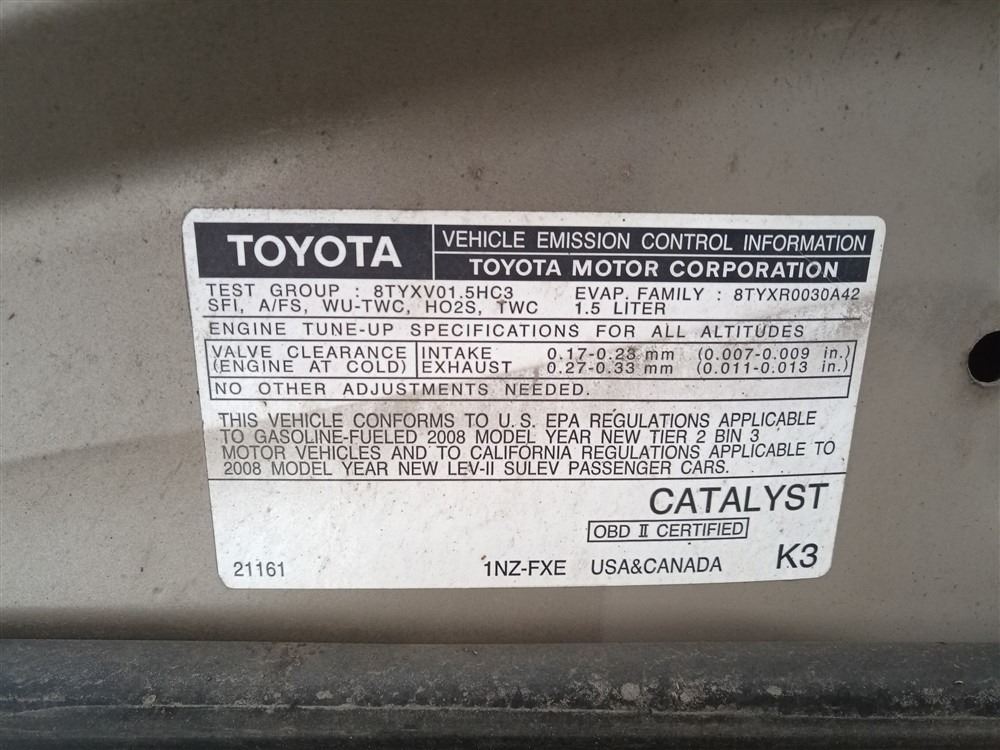 TOYOTA
VEHICLE EMISSION CONTROL INFORMATION
TOYOTA MOTOR CORPORATION
TEST GROUP : 8TYXV01.5HC3 EVAP. FAMILY : 8TYXR0030A42
SFI, A/FS, WU-TWC, HO2S, TWC 1.5 LITER
ENGINE TUNE-UP SPECIFICATIONS FOR ALL ALTITUDES
VALVE CLEARANCE INTAKE 0.17-0.23 mm (0.007-0.009 in.)
(ENGINE AT COLD) EXHAUST 0.27-0.33 mm (0.011-0.013 in.)
NO OTHER ADJUSTMENTS NEEDED.
THIS VEHICLE CONFORMS TO U.S. EPA REGULATIONS APPLICABLE
TO GASOLINE-FUELED 2008 MODEL YEAR NEW TIER 2 BIN 3
MOTOR VEHICLES AND TO CALIFORNIA REGULATIONS APPLICABLE TO
2008 MODEL YEAR NEW LEV-II SULEV PASSENGER CARS.
CATALYST
OBD II CERTIFIED
21161 1NZ-FXE USA&CANADA K3